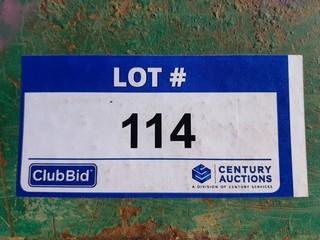 LOT #
114
ClubBid
CENTURY
AUCTIONS
A DIVISION OF CENTURY SERVICES